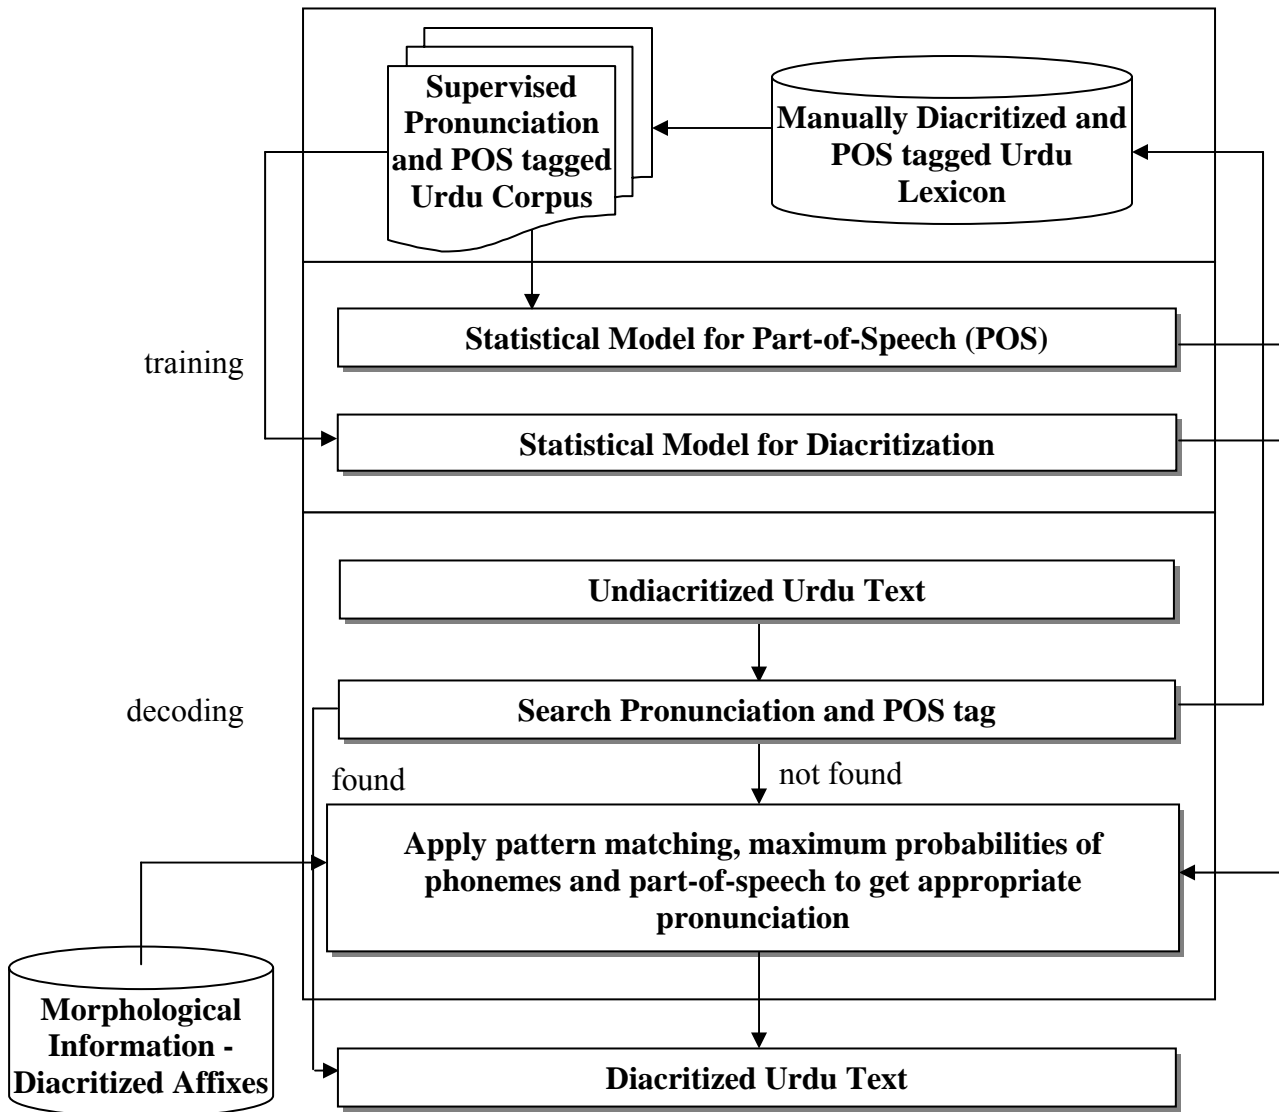 Supervised
Pronunciation
and POS tagged
Urdu Corpus
Manually Diacritized and
POS tagged Urdu
Lexicon
Statistical Model for Part-of-Speech (POS)
training
Statistical Model for Diacritization
Undiacritized Urdu Text
decoding
Search Pronunciation and POS tag
found
not found
Apply pattern matching, maximum probabilities of
phonemes and part-of-speech to get appropriate
pronunciation
Morphological
Information -
Diacritized Affixes
Diacritized Urdu Text